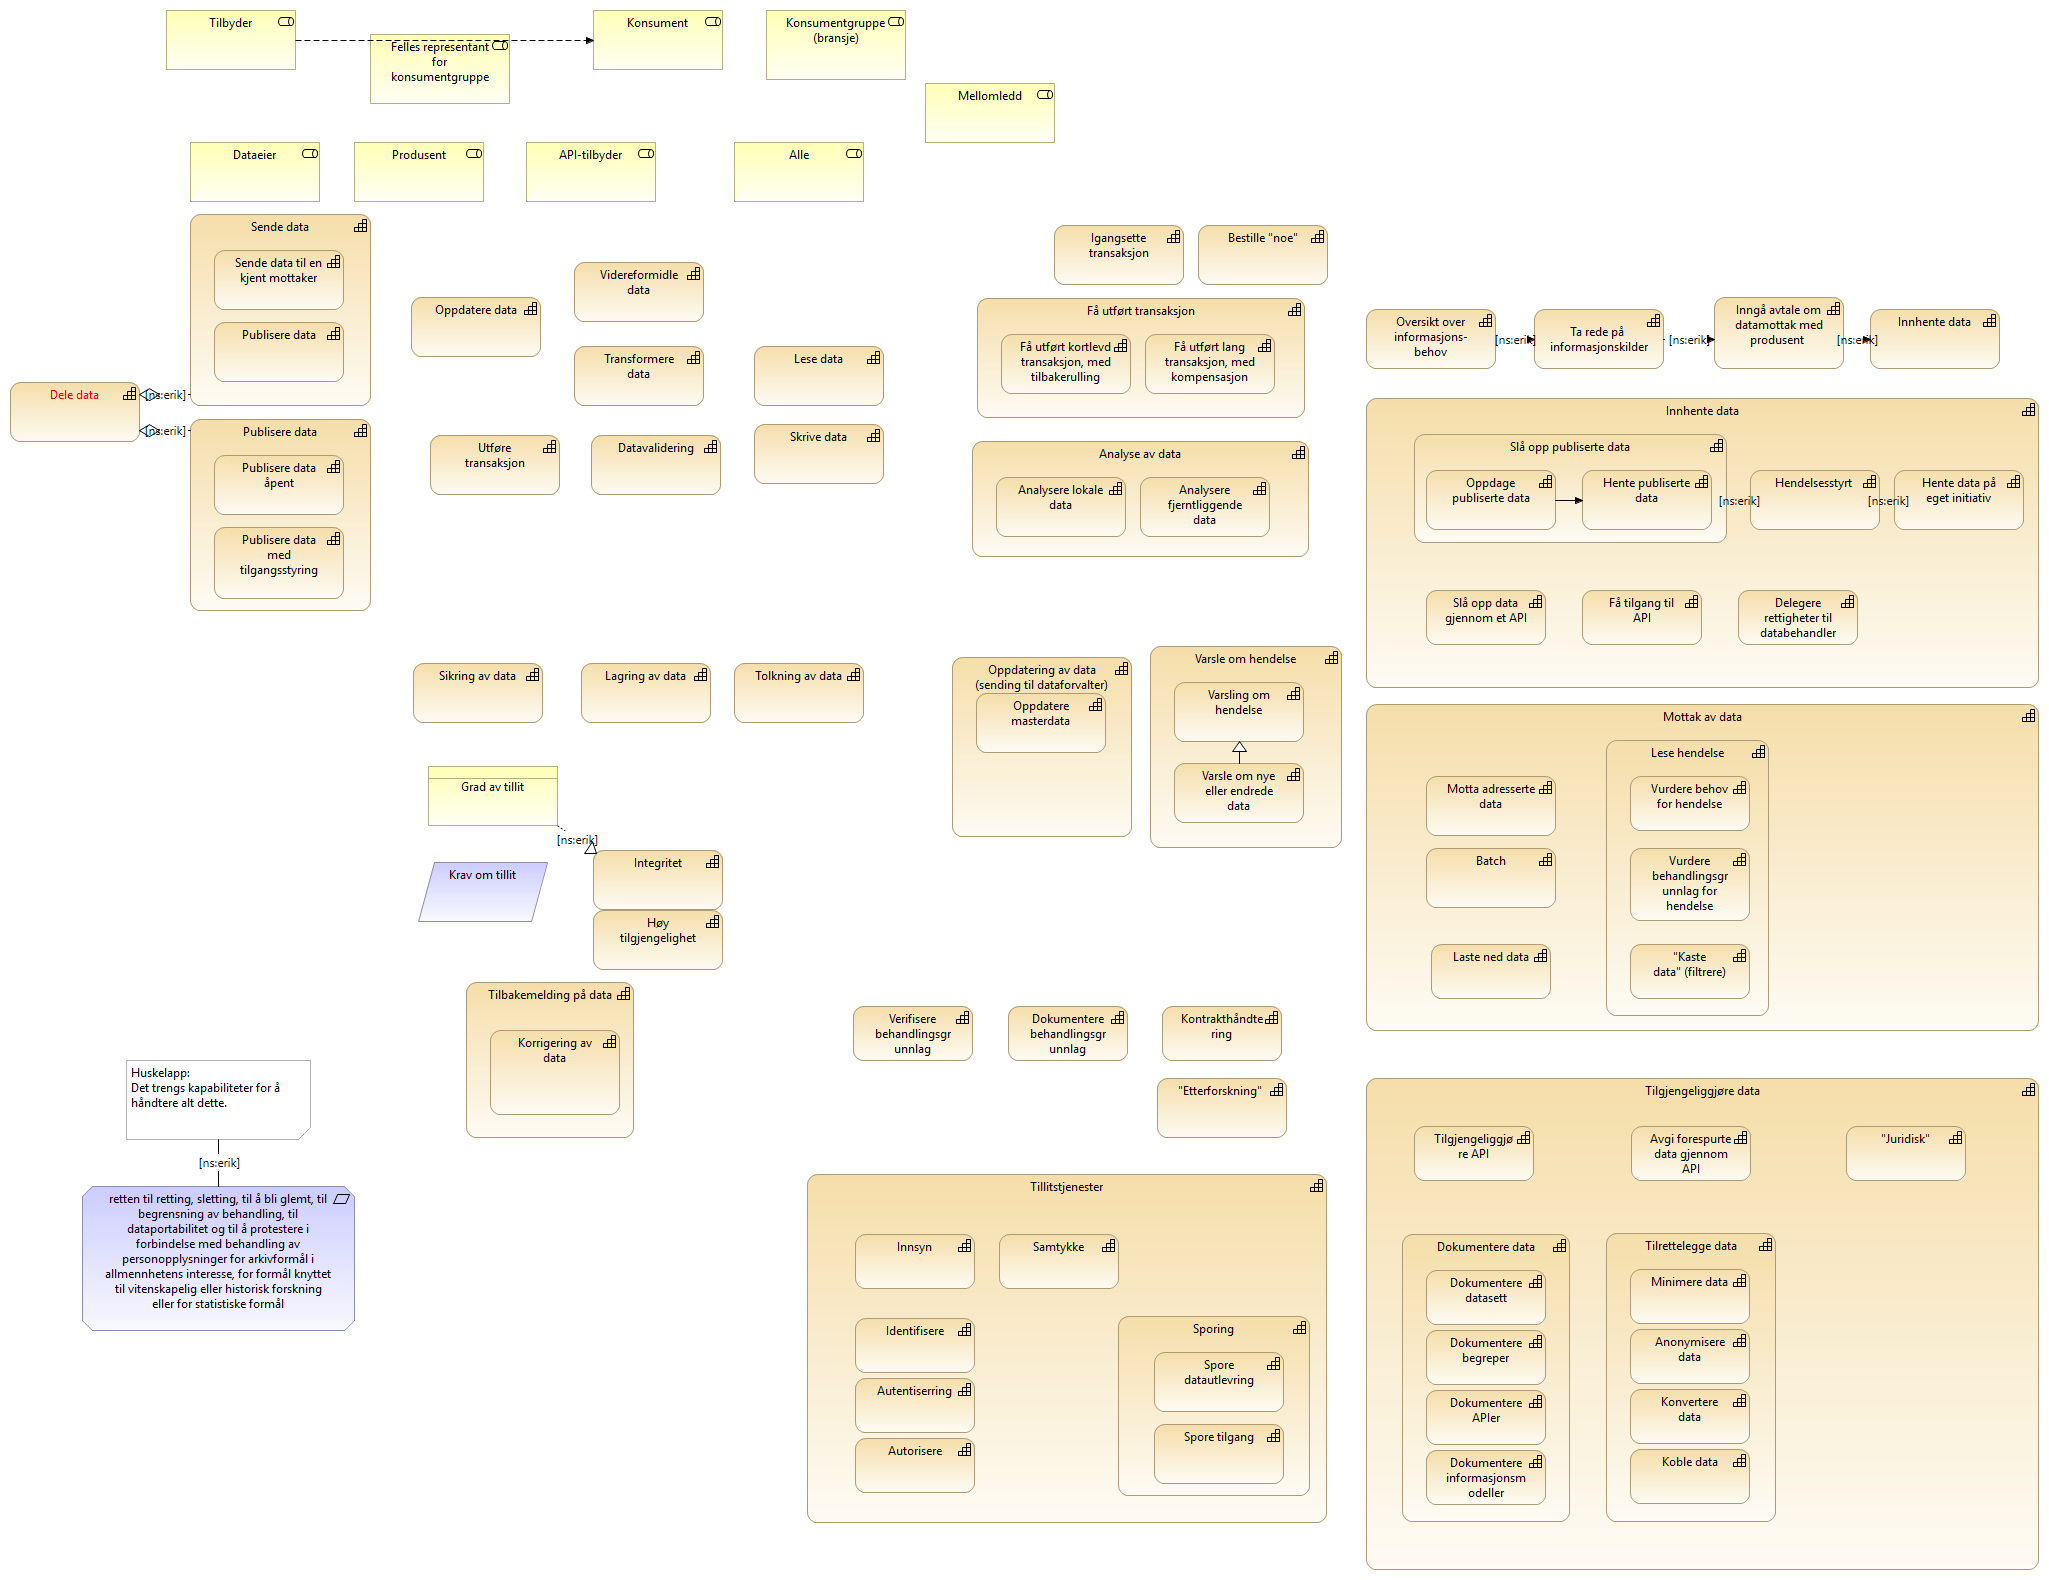 Tilbyder
Felles representant
for
konsumentgruppe
Konsument
Konsumentgruppe
(bransje)
Mellomledd
Dataeier
Produsent
API-tilbyder
Alle
Sende data
Sende data til en
kjent mottaker
Publisere data
Dele data
[ns:erik]
[ns:erik]
Publisere data
Publisere data
åpent
Publisere data
med
tilgangsstyring
Oppdatere data
Videreformidle
data
Transformere
data
Lese data
Utføre
transaksjon
Datavalidering
Skrive data
Igangsette
transaksjon
Bestille "noe"
Få utført transaksjon
Få utført kortlevd
transaksjon, med
tilbakerulling
Få utført lang
transaksjon, med
kompensasjon
Analyse av data
Analysere lokale
data
Analysere
fjerntliggende
data
Oversikt over
informasjons-
behov
[ns:erik]
Ta rede på
informasjonskilder
[ns:erik]
Inngå avtale om
datamottak med
produsent
[ns:erik]
Innhente data
Innhente data
Slå opp publiserte data
Oppdage
publiserte data
Hente publiserte
data
[ns:erik]
Hendelsesstyrt
[ns:erik]
Hente data på
eget initiativ
Slå opp data
gjennom et API
Få tilgang til
API
Delegere
rettigheter til
databehandler
Sikring av data
Lagring av data
Tolkning av data
Oppdatering av data
(sending til dataforvalter)
Oppdatere
masterdata
Varsle om hendelse
Varsling om
hendelse
Varsle om nye
eller endrede
data
Mottak av data
Motta adresserte
data
Batch
Laste ned data
Lese hendelse
Vurdere behov
for hendelse
Vurdere
behandlingsgr
unnlag for
hendelse
"Kaste
data" (filtrere)
Grad av tillit
[ns:erik]
Krav om tillit
Integritet
Høy
tilgjengelighet
Tilbakemelding på data
Korrigering av
data
Verifisere
behandlingsgr
unnlag
Dokumentere
behandlingsgr
unnlag
Kontrakthåndte
ring
"Etterforskning"
Huskelapp:
Det trengs kapabiliteter for å
håndtere alt dette.
[ns:erik]
retten til retting, sletting, til å bli glemt, til
begrensning av behandling, til
dataportabilitet og til å protestere i
forbindelse med behandling av
personopplysninger for arkivformål i
allmennhetens interesse, for formål knyttet
til vitenskapelig eller historisk forskning
eller for statistiske formål
Tillitstjenester
Innsyn
Samtykke
Identifisere
Autentiserring
Autorisere
Sporing
Spore
datautlevring
Spore tilgang
Tilgjengeliggjøre data
Tilgjengeliggjø
re API
Avgi forespurte
data gjennom
API
"Juridisk"
Dokumentere data
Dokumentere
datasett
Dokumentere
begreper
Dokumentere
APIer
Dokumentere
informasjonsm
odeller
Tilrettelegge data
Minimere data
Anonymisere
data
Konvertere
data
Koble data